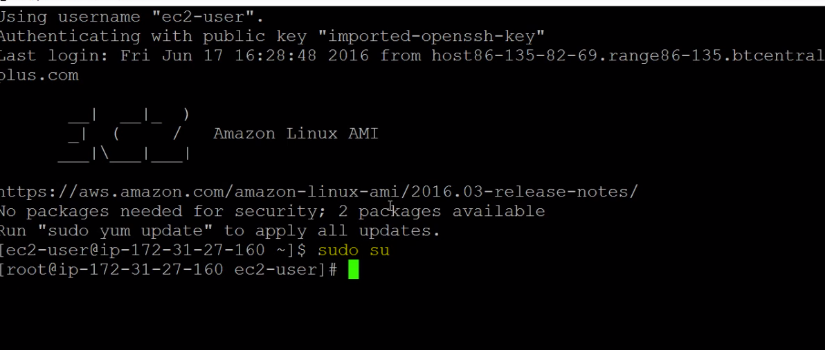 Using username "ec2-user".
Authenticating with public key "imported-openssh-key"
Last login: Fri Jun 17 16:28:48 2016 from host86-135-82-69.range86-135.btcentral
plus.com
__|  __|_  )
_|  (     /   Amazon Linux AMI
___|\___|___|
https://aws.amazon.com/amazon-linux-ami/2016.03-release-notes/
No packages needed for security; 2 packages available
Run "sudo yum update" to apply all updates.
[ec2-user@ip-172-31-27-160 ~]$ sudo su
[root@ip-172-31-27-160 ec2-user]#